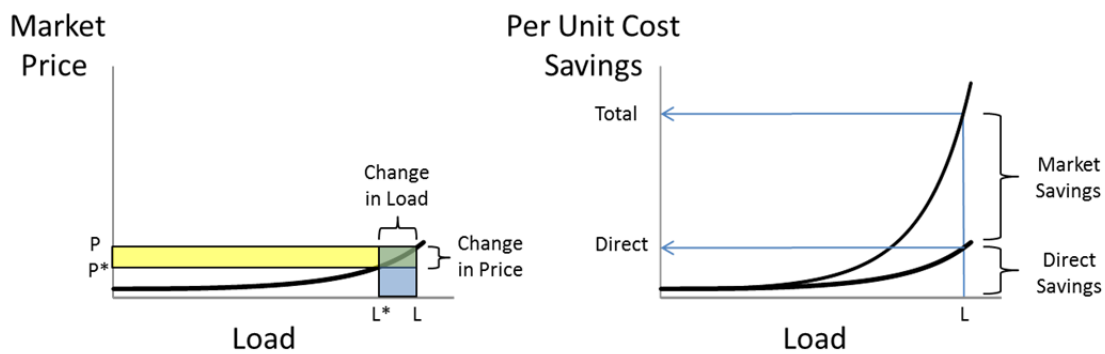 Market
Price
Change
in Load
P
P*
Change
in Price
L*
L
Load
Per Unit Cost
Savings
Total
Direct
Market
Savings
Direct
Savings
L
Load